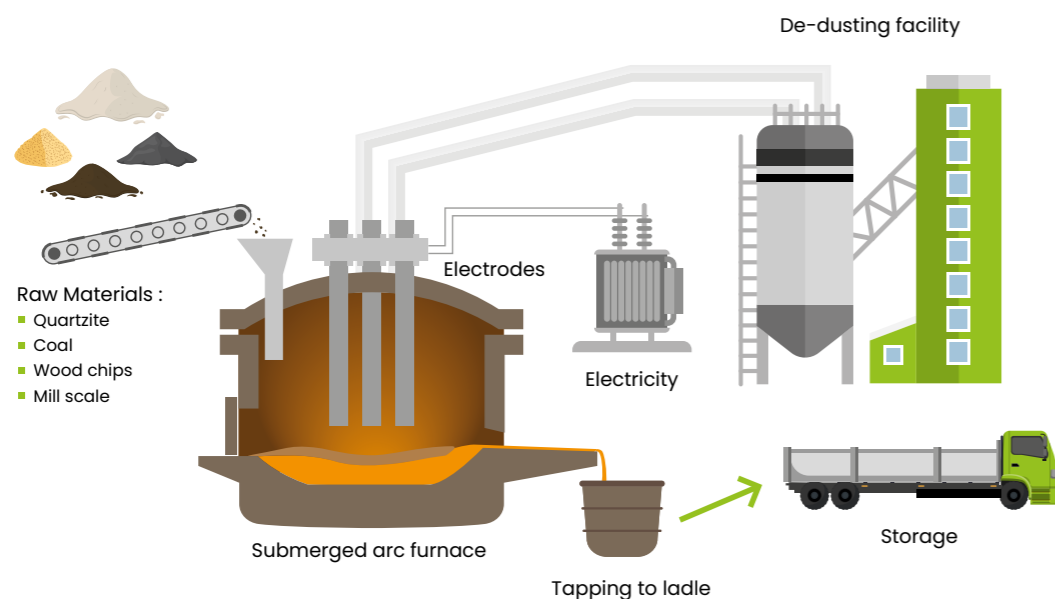 De-dusting facility
Electrodes
Raw Materials :
Quartzite
Coal
Wood chips
Mill scale
Electricity
Submerged arc furnace
Storage
Tapping to ladle